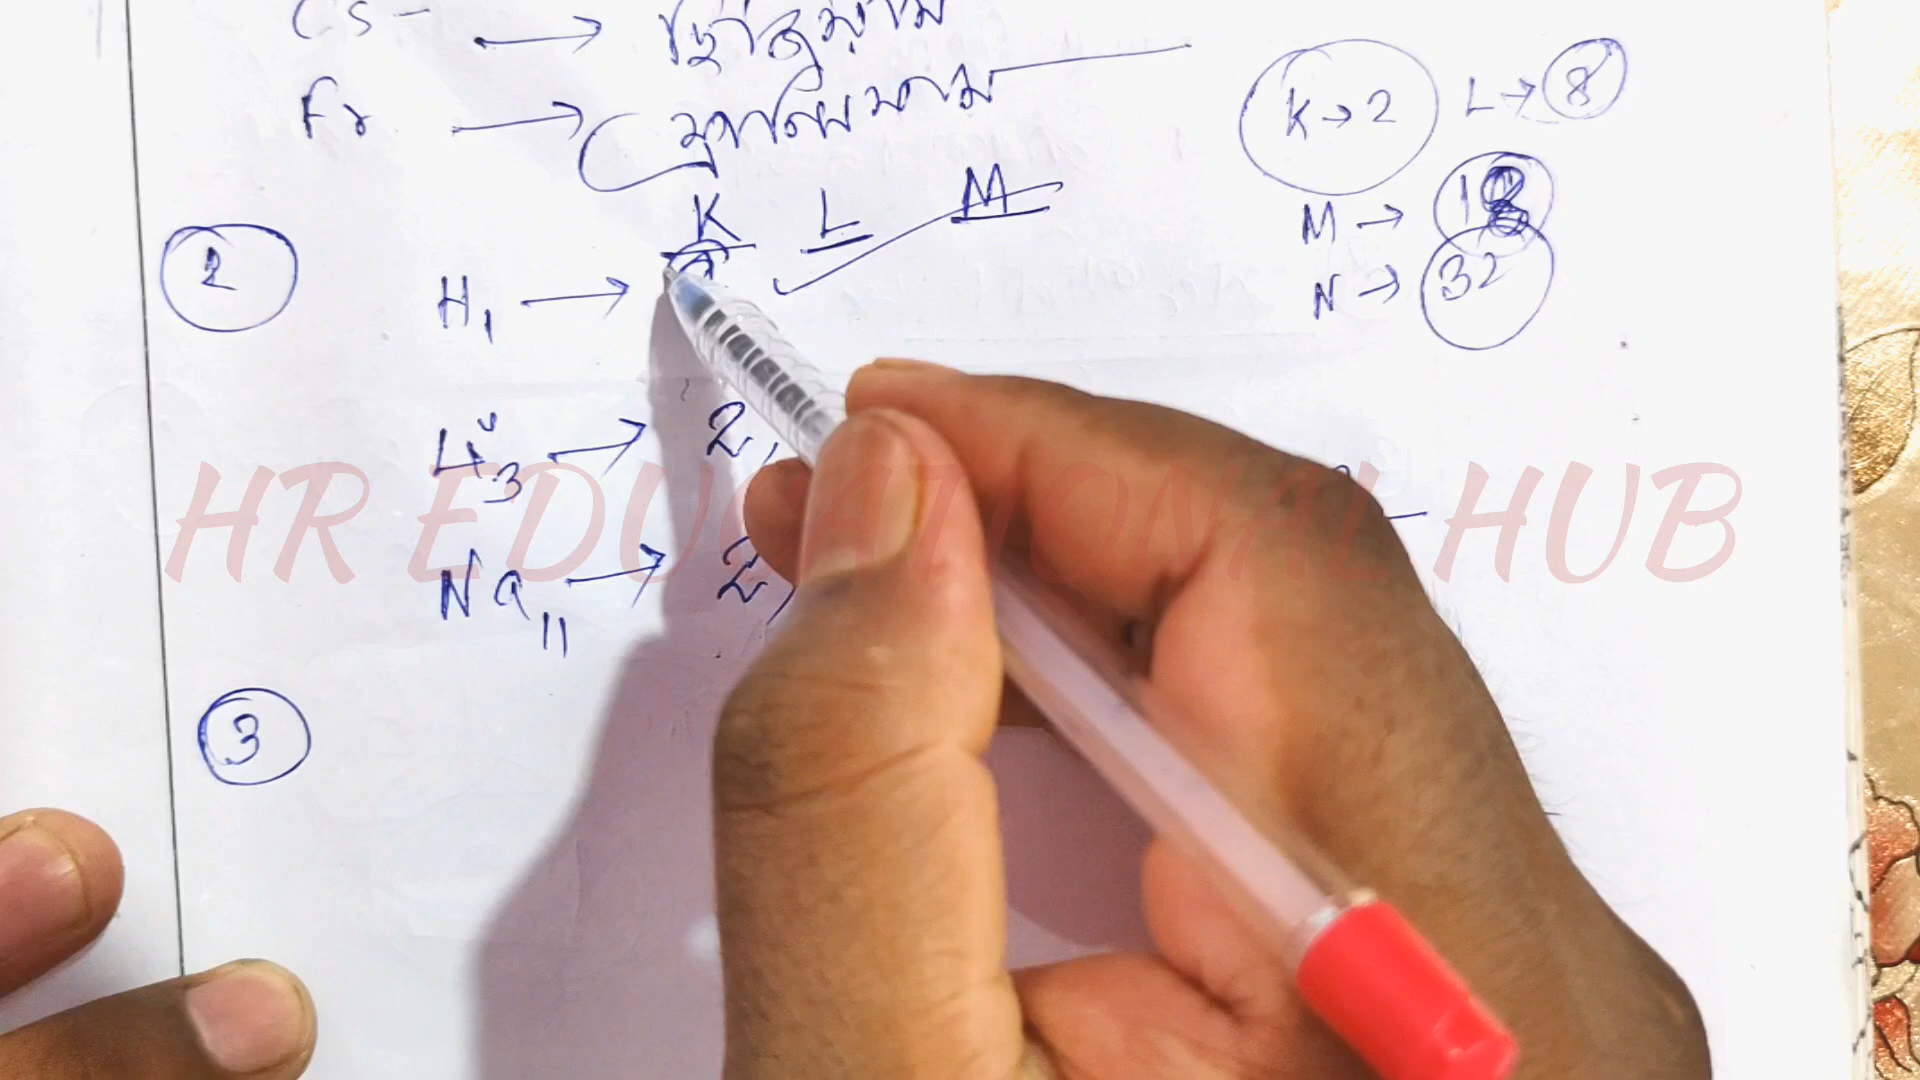 Cs →
Fr →
K → 2 L → 8
K L M
M → 18
2
H1 →
N → 32
Li3 → 2,
HR EDUCATIONAL HUB
Na11 → 2,
3